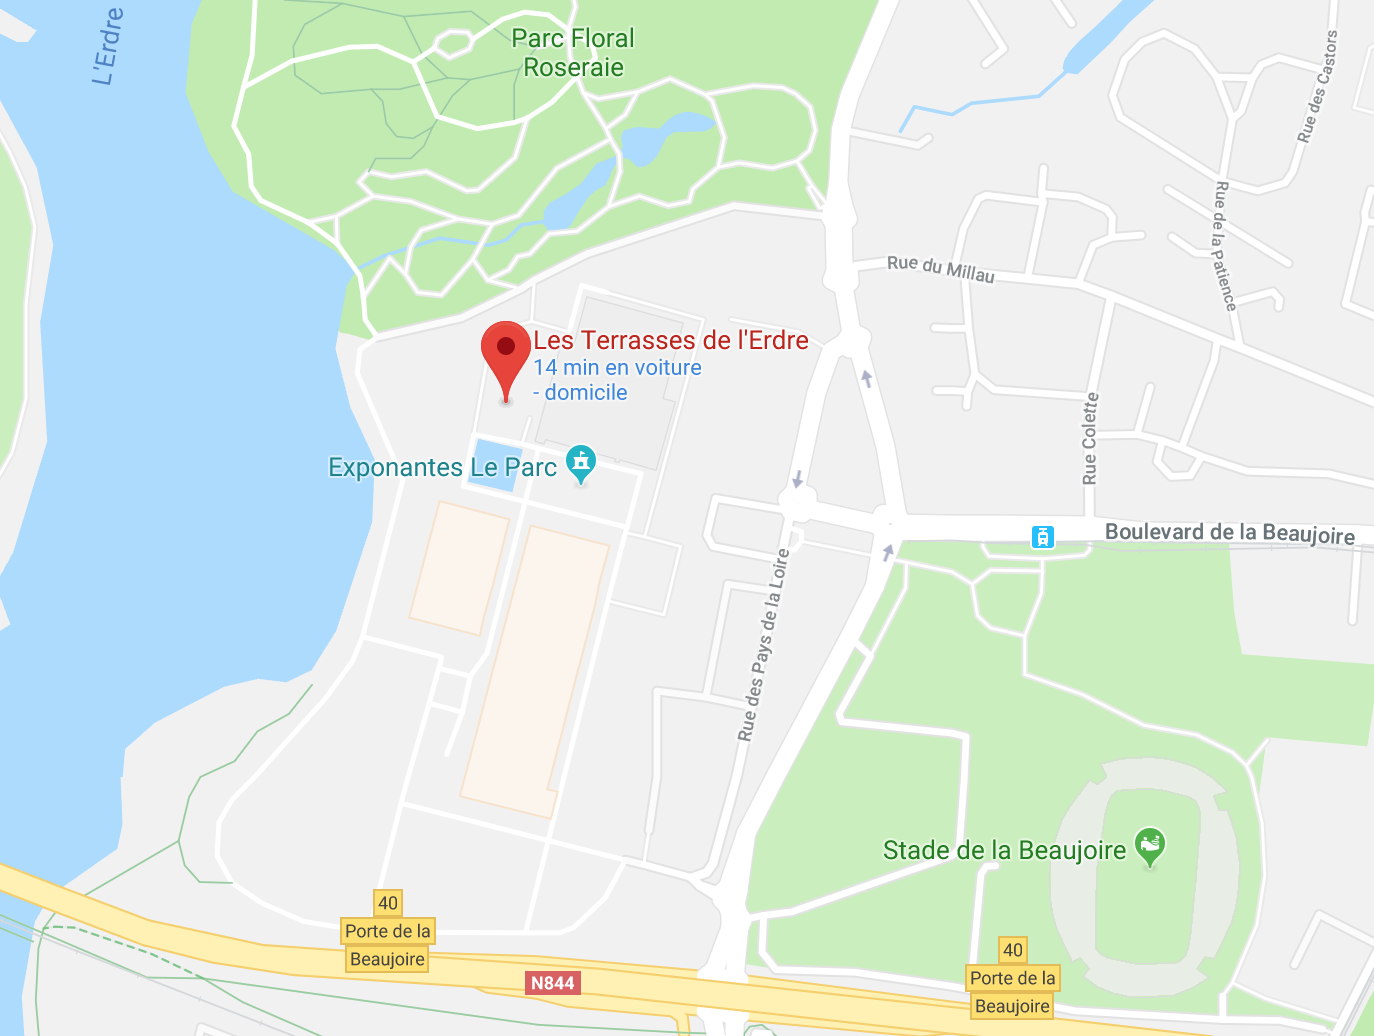 L'Erdre
Parc Floral
Roseraie
Rue des Castors
Rue de la Patience
Rue du Millau
Les Terrasses de l'Erdre
14 min en voiture
- domicile
Rue Colette
Exponantes Le Parc
Boulevard de la Beaujoire
Rue des Pays de la Loire
Stade de la Beaujoire
40
Porte de la
Beaujoire
40
Porte de la
Beaujoire
N844